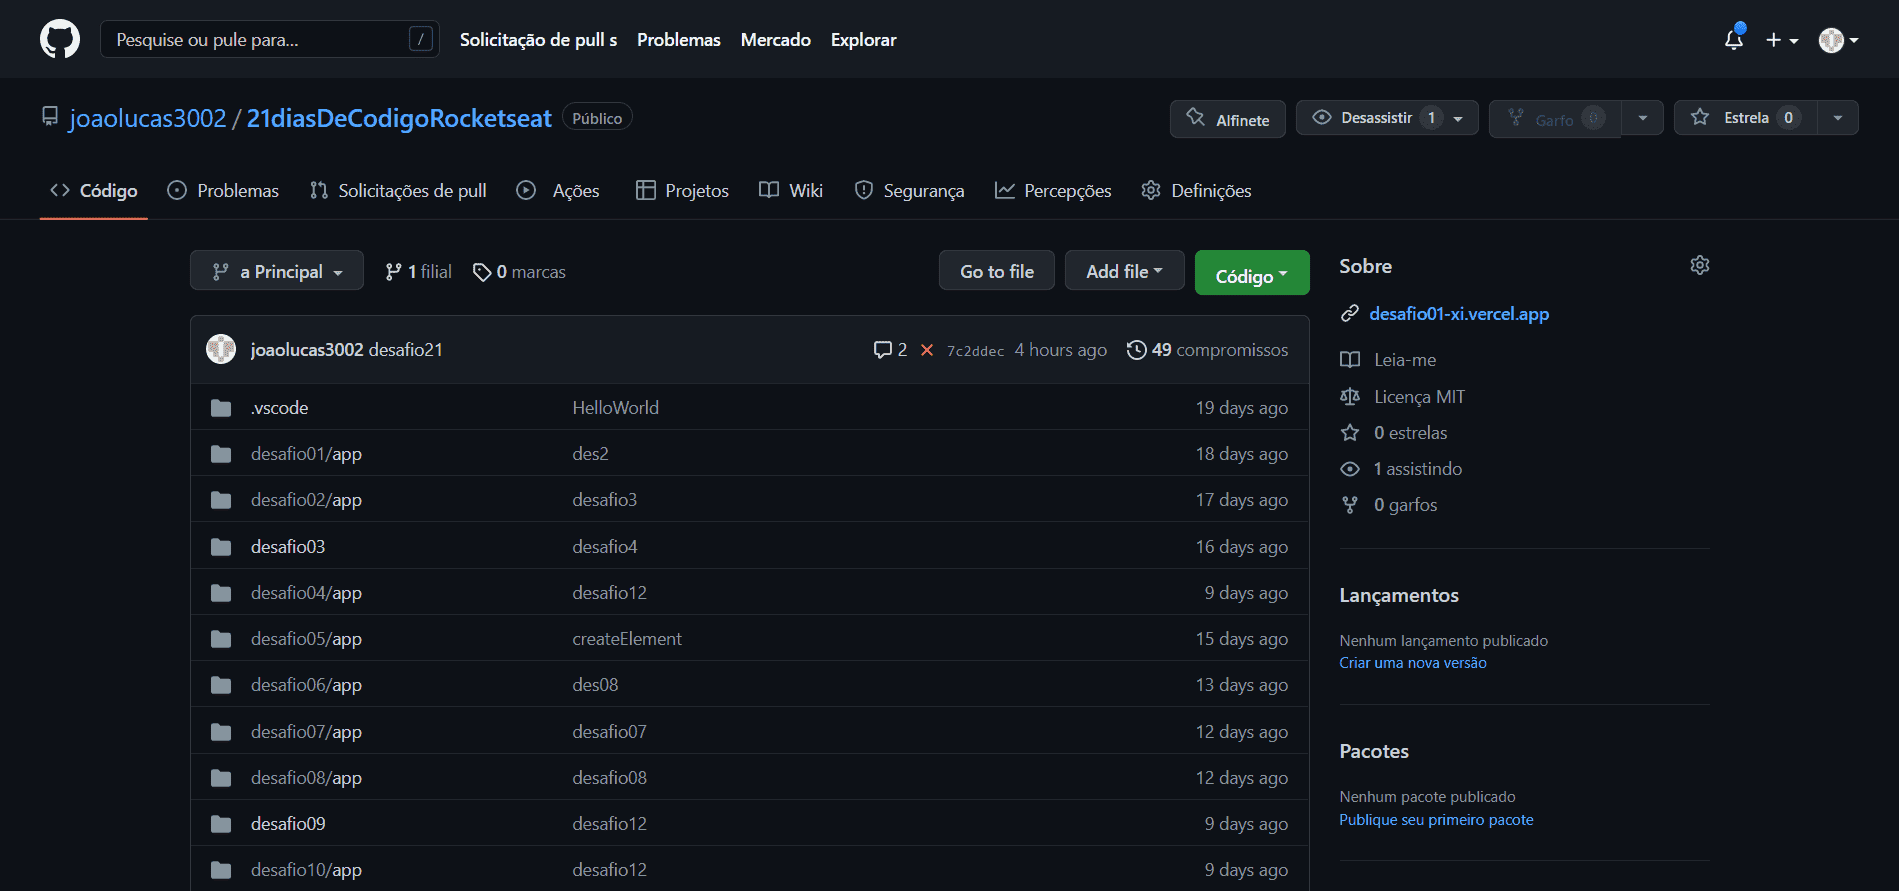 Pesquise ou pule para... / Solicitação de pull s Problemas Mercado Explorar
joaolucas3002 / 21diasDeCodigoRocketseat Público Alfinete Desassistir 1 Garfo 0 Estrela 0
Código Problemas Solicitações de pull Ações Projetos Wiki Segurança Percepções Definições
a Principal 1 filial 0 marcas Go to file Add file Código
joaolucas3002 desafio21 2 7c2ddec 4 hours ago 49 compromissos
.vscode HelloWorld 19 days ago
desafio01/app des2 18 days ago
desafio02/app desafio3 17 days ago
desafio03 desafio4 16 days ago
desafio04/app desafio12 9 days ago
desafio05/app createElement 15 days ago
desafio06/app des08 13 days ago
desafio07/app desafio07 12 days ago
desafio08/app desafio08 12 days ago
desafio09 desafio12 9 days ago
desafio10/app desafio12 9 days ago
Sobre
desafio01-xi.vercel.app
Leia-me
Licença MIT
0 estrelas
1 assistindo
0 garfos
Lançamentos
Nenhum lançamento publicado
Criar uma nova versão
Pacotes
Nenhum pacote publicado
Publique seu primeiro pacote